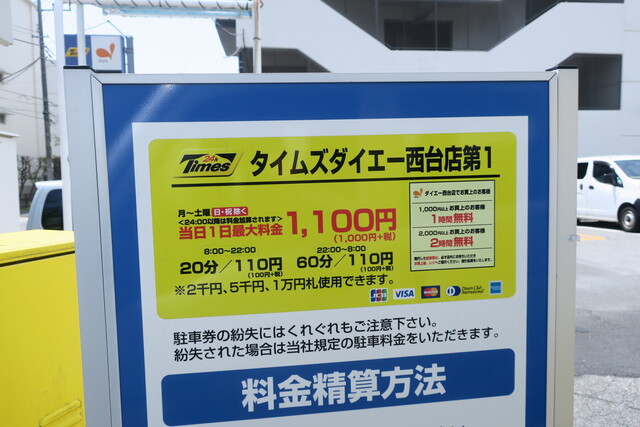 24h
Times
タイムズダイエー西台店第1
月～土曜 日・祝除く
<24:00以降は料金加算されます>
当日1日最大料金 1,100円
(1,000円+税)
8:00～22:00
20分/110円
(100円+税)
22:00～8:00
60分/110円
(100円+税)
※2千円、5千円、1万円札使用できます。
ダイエー西台店でお買上のお客様
1,000円以上お買上のお客様
1時間無料
2,000円以上お買上のお客様
2時間無料
JCB VISA MasterCard Diners Club International
駐車券の紛失にはくれぐれもご注意下さい。
紛失された場合は当社規定の駐車料金をいただきます。
料金精算方法